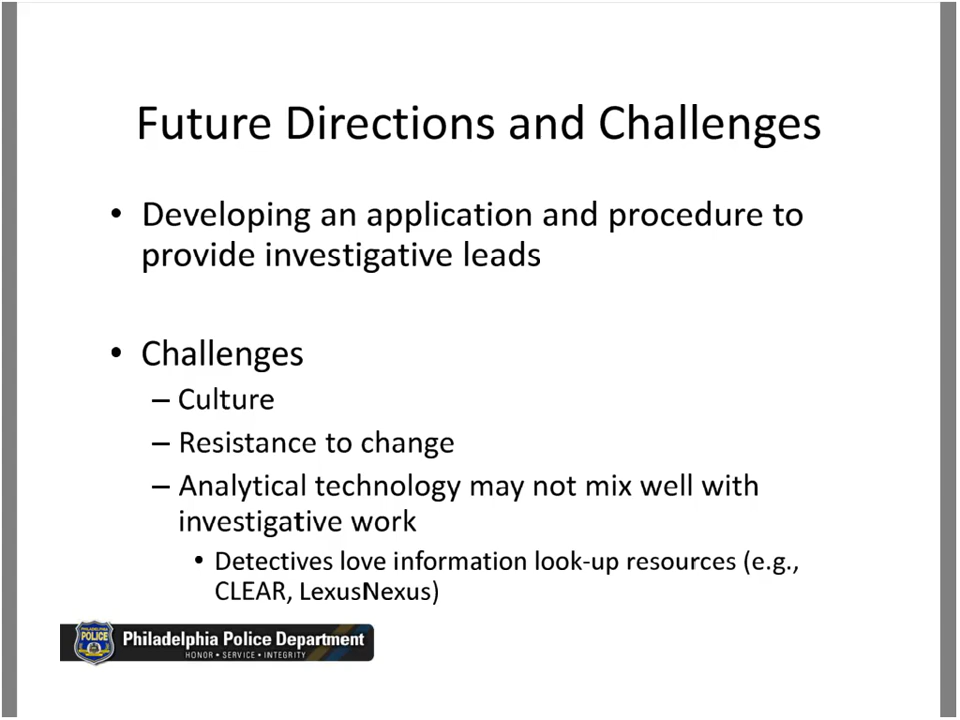 Future Directions and Challenges
• Developing an application and procedure to
provide investigative leads
• Challenges
– Culture
– Resistance to change
– Analytical technology may not mix well with
investigative work
• Detectives love information look-up resources (e.g.,
CLEAR, LexusNexus)
PHILADELPHIA
POLICE
Philadelphia Police Department
HONOR • SERVICE • INTEGRITY